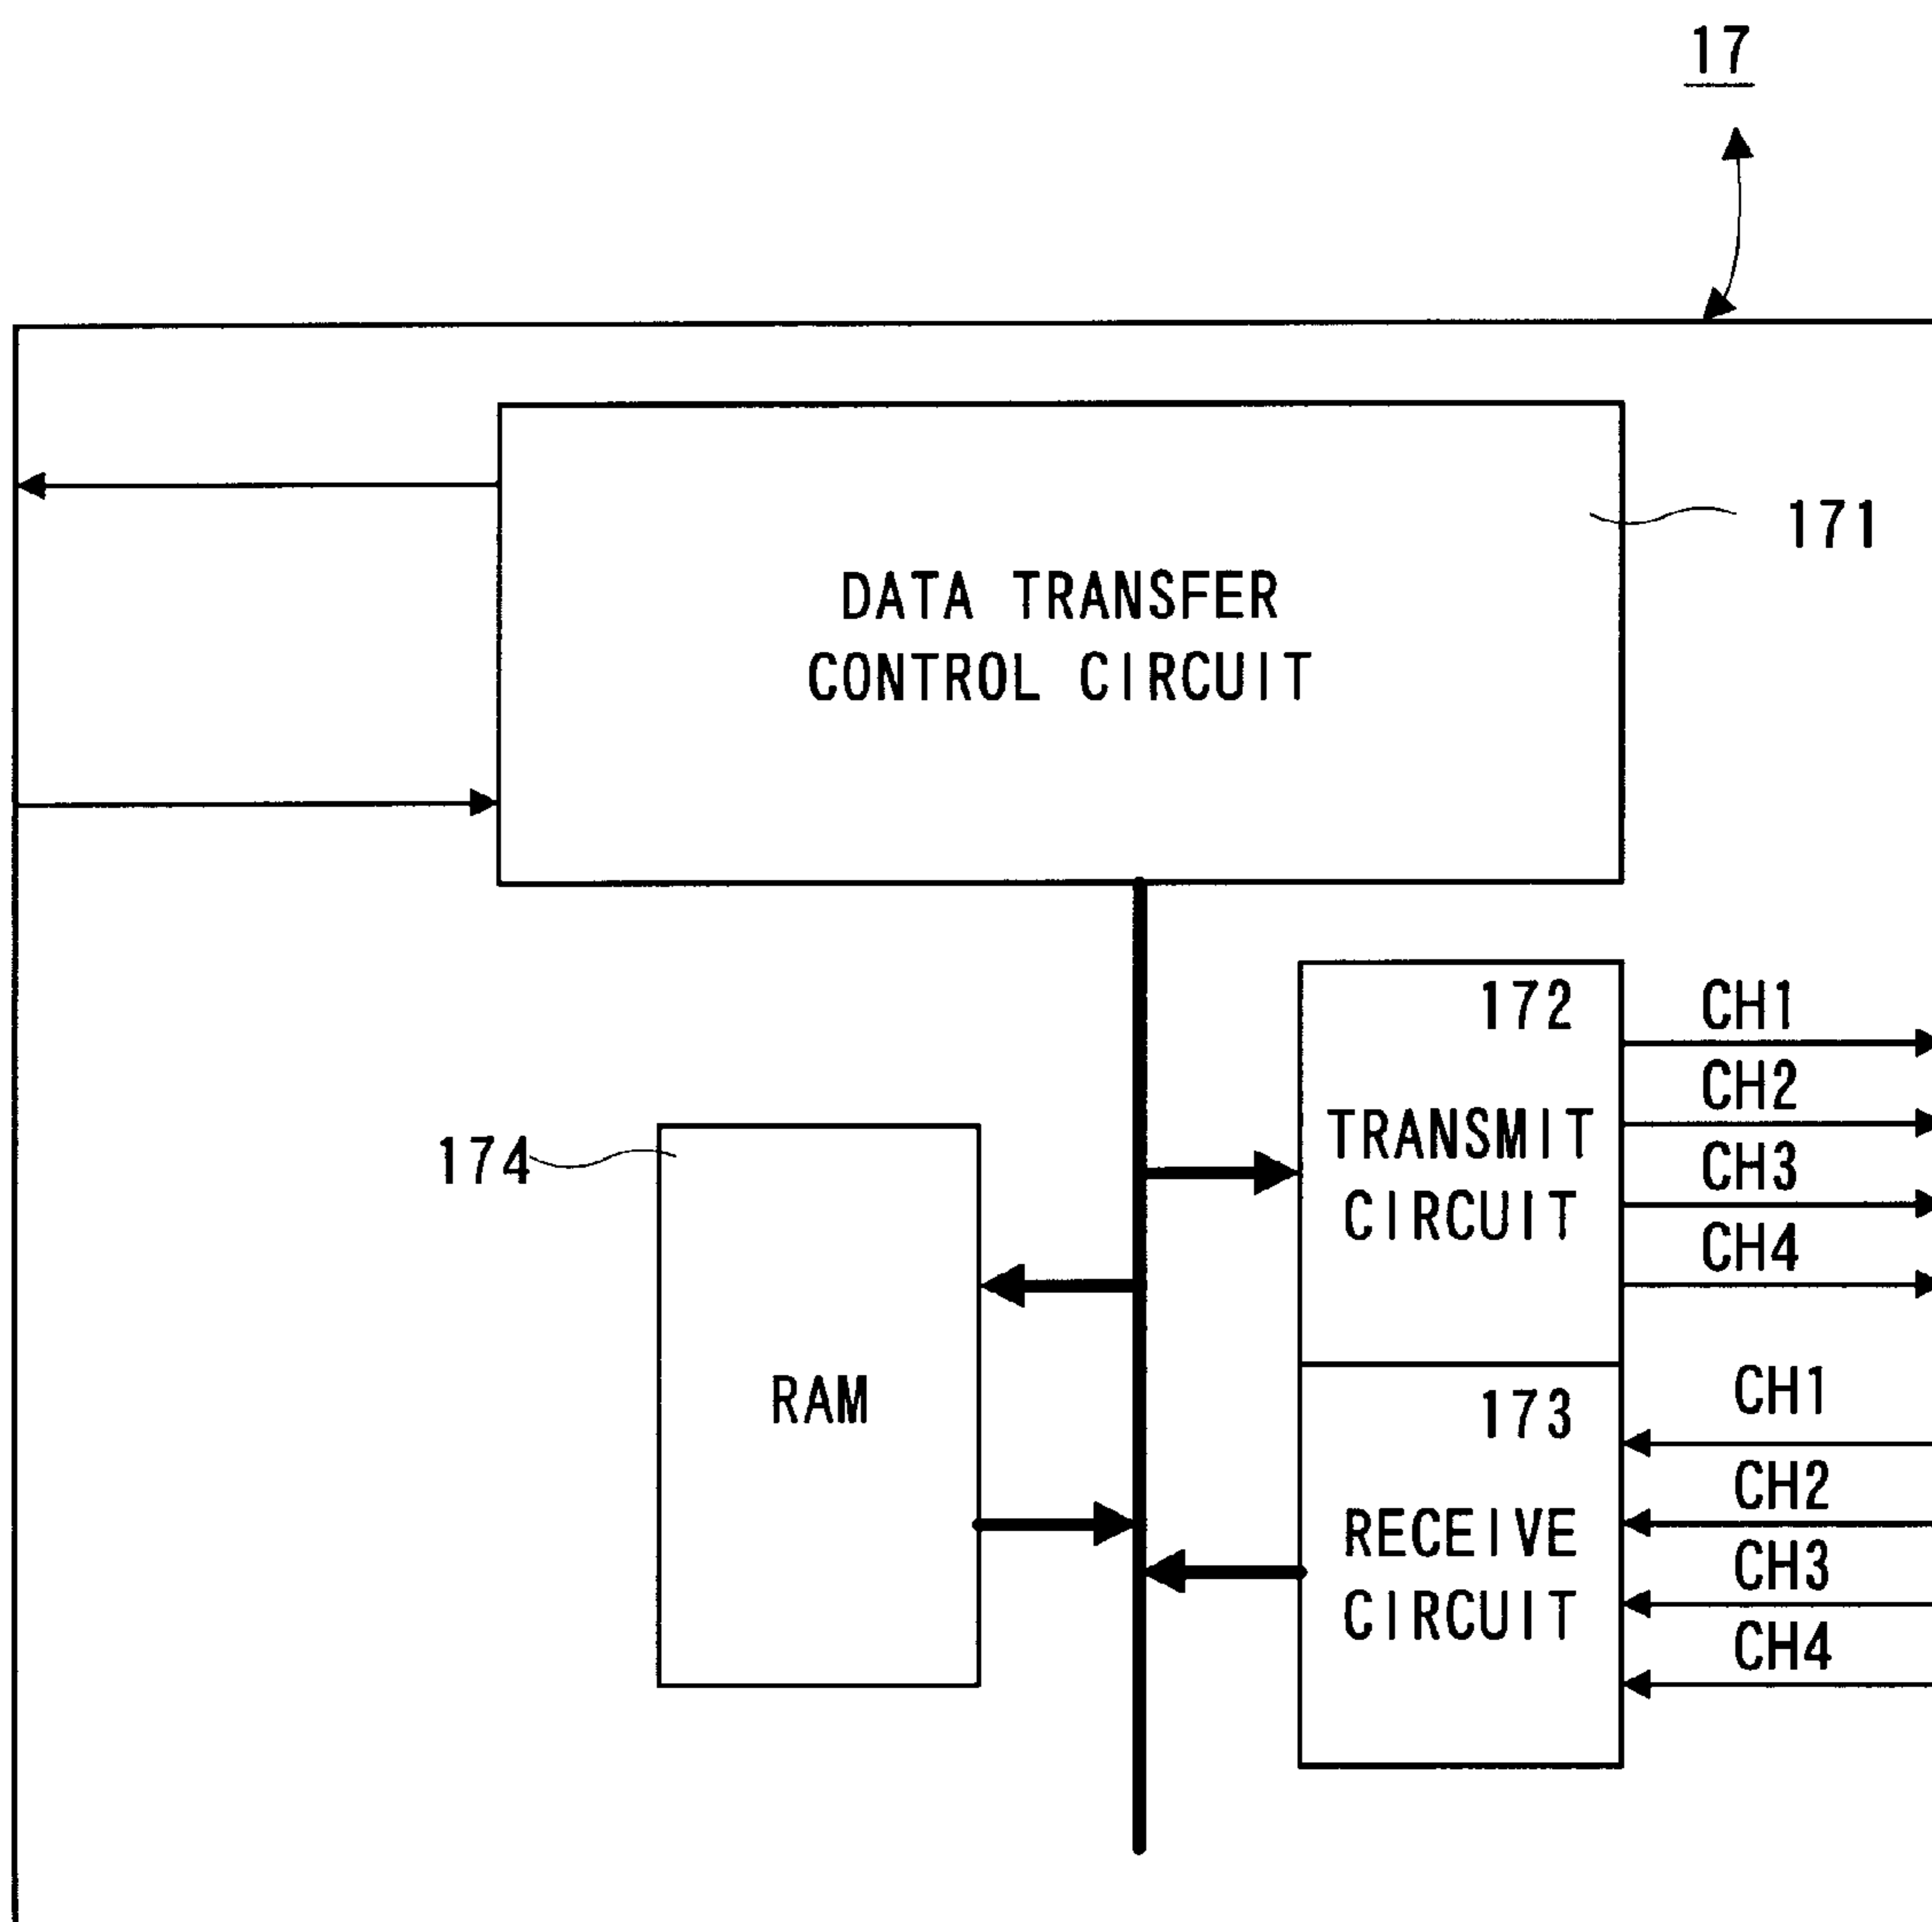 17
171
DATA TRANSFER
CONTROL CIRCUIT
172
CH1
CH2
CH3
CH4
TRANSMIT
CIRCUIT
174
RAM
173
CH1
CH2
CH3
CH4
RECEIVE
CIRCUIT